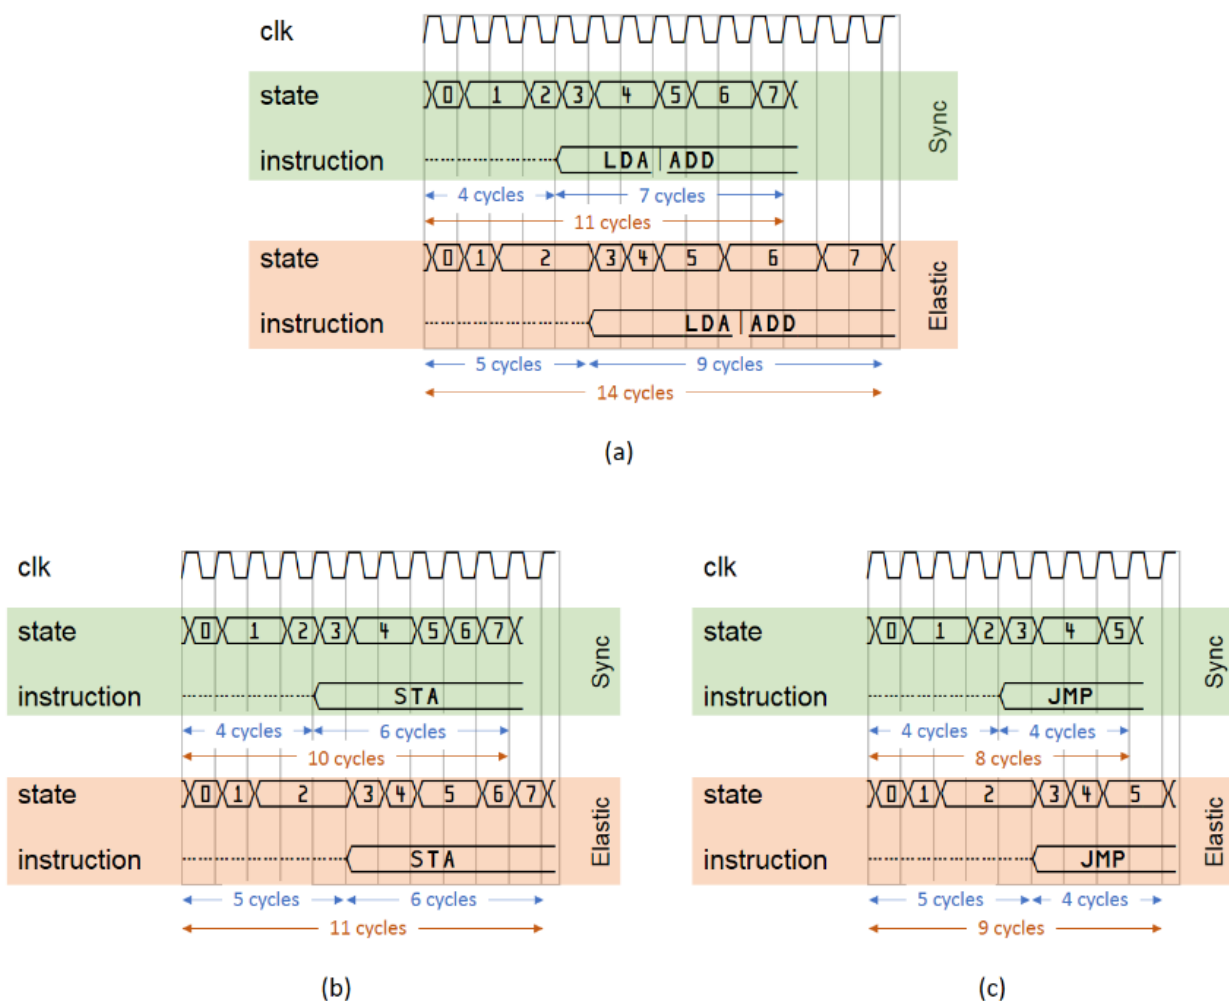 clk
state 0 1 2 3 4 5 6 7
Sync
instruction LDA ADD
4 cycles 7 cycles
11 cycles
state 0 1 2 3 4 5 6 7
Elastic
instruction LDA ADD
5 cycles 9 cycles
14 cycles
(a)
clk
state 0 1 2 3 4 5 6 7
Sync
instruction STA
4 cycles 6 cycles
10 cycles
state 0 1 2 3 4 5 6 7
Elastic
instruction STA
5 cycles 6 cycles
11 cycles
(b)
clk
state 0 1 2 3 4 5
Sync
instruction JMP
4 cycles 4 cycles
8 cycles
state 0 1 2 3 4 5
Elastic
instruction JMP
5 cycles 4 cycles
9 cycles
(c)